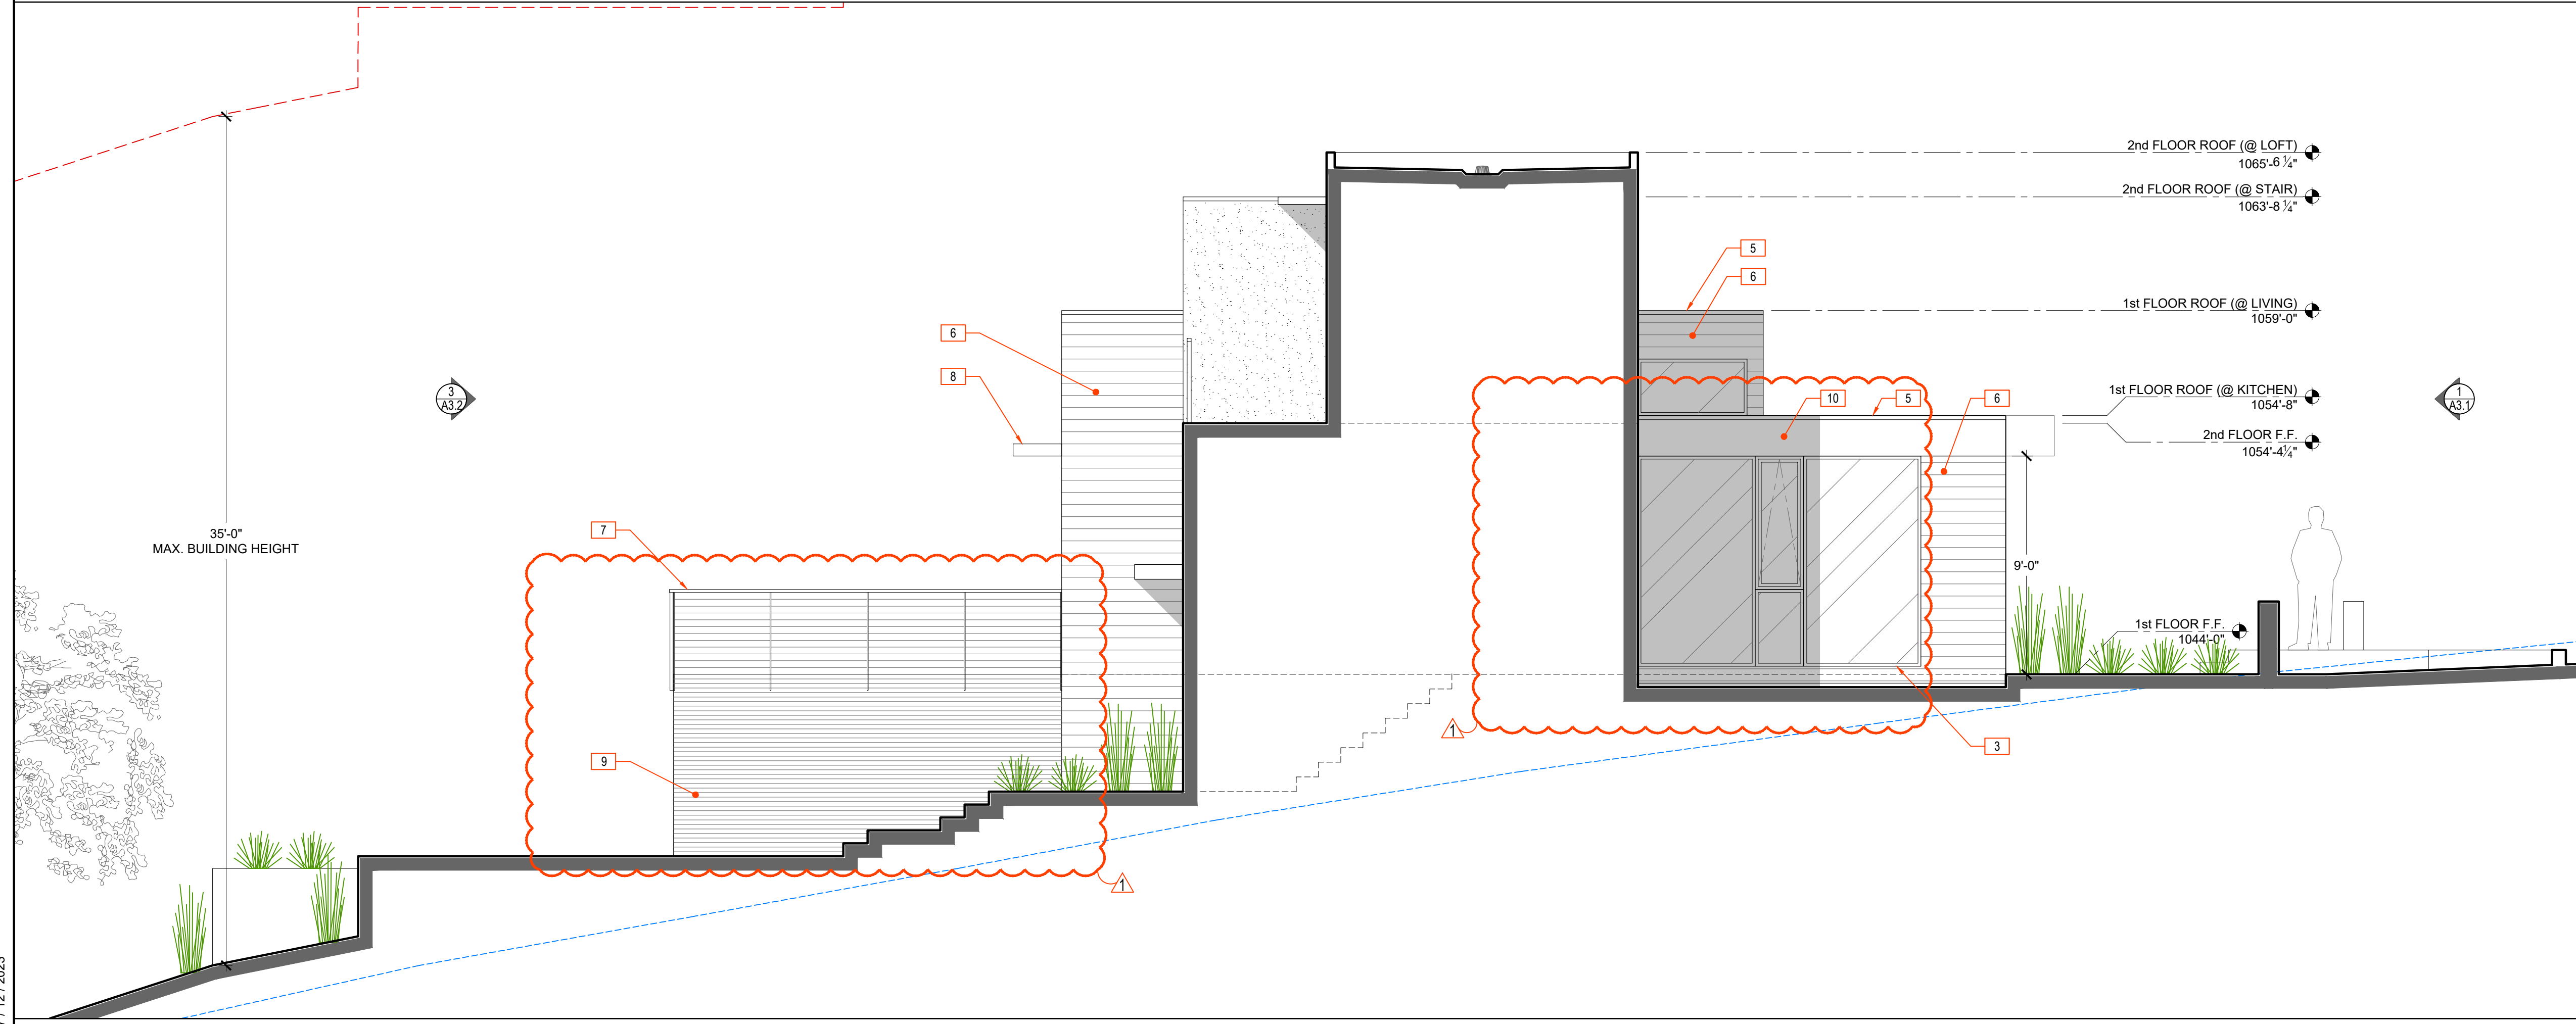 2nd FLOOR ROOF (@ LOFT)
1065'-6 1/4"
2nd FLOOR ROOF (@ STAIR)
1063'-8 1/4"
5
6
1st FLOOR ROOF (@ LIVING)
1059'-0"
6
8
3
A3.2
1st FLOOR ROOF (@ KITCHEN)
1054'-8"
10
5
6
1
A3.1
2nd FLOOR F.F.
1054'-4 1/4"
7
35'-0"
MAX. BUILDING HEIGHT
9'-0"
1st FLOOR F.F.
1044'-0"
1
3
9
1